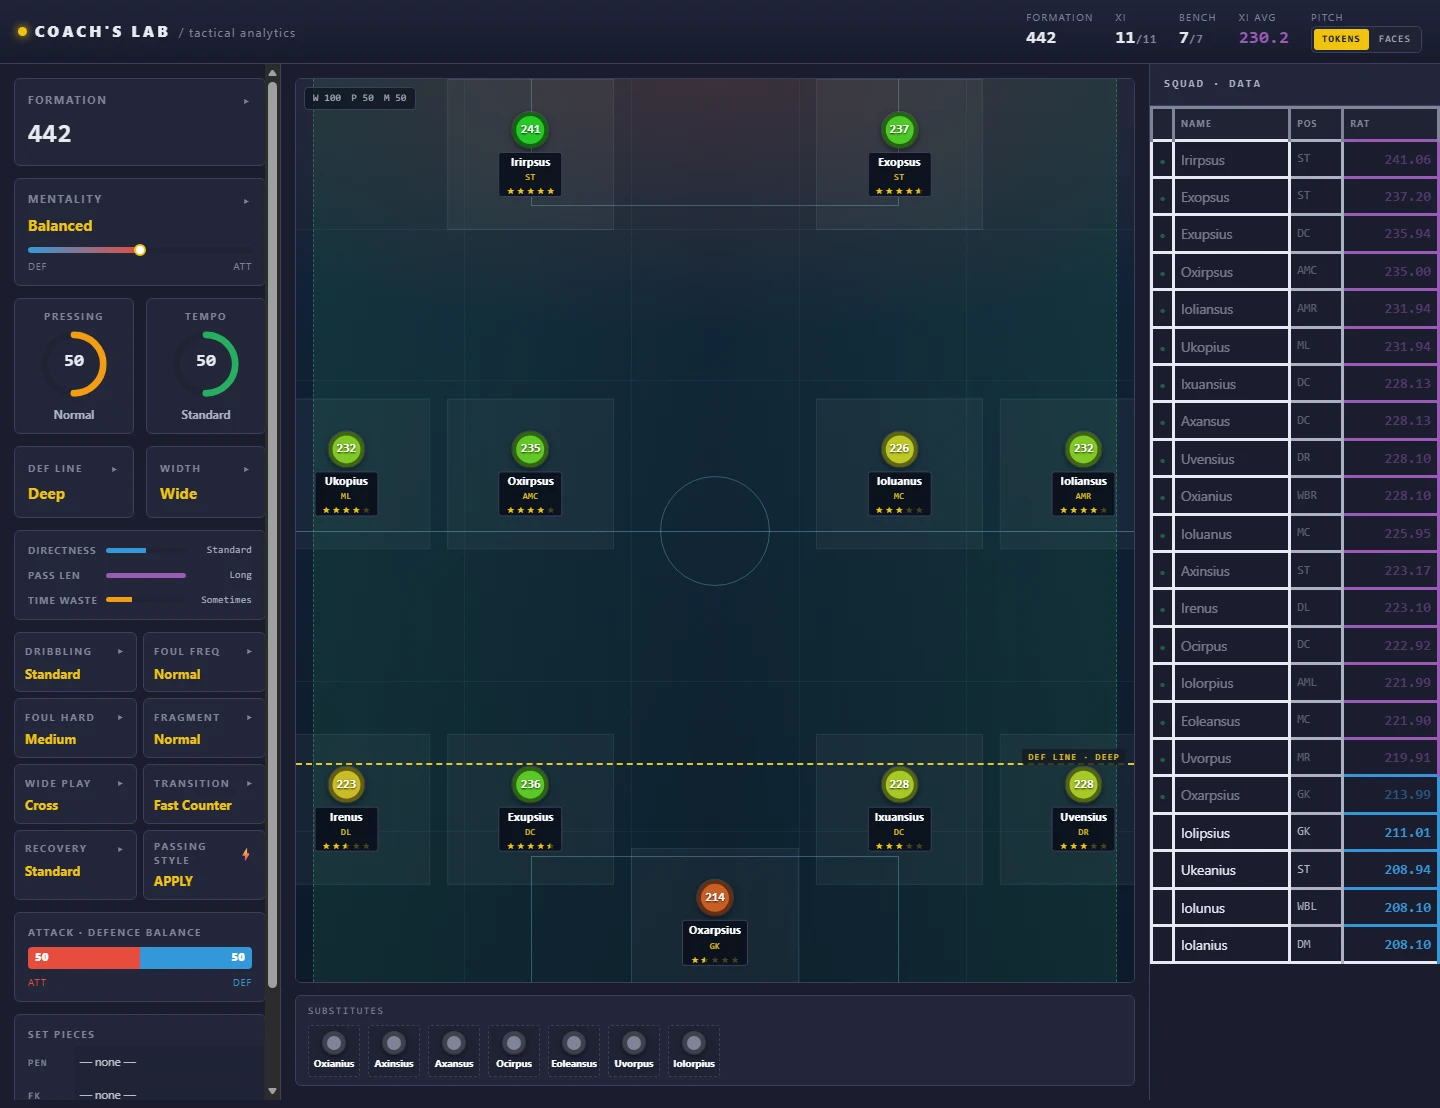 COACH'S LAB / tactical analytics
FORMATION
442
XI
11/11
BENCH
7/7
XI AVG
230.2
PITCH
TOKENS FACES
FORMATION ▸
442
MENTALITY ▸
Balanced
DEF ATT
PRESSING
50
Normal
TEMPO
50
Standard
DEF LINE ▸
Deep
WIDTH ▸
Wide
DIRECTNESS Standard
PASS LEN Long
TIME WASTE Sometimes
DRIBBLING ▸
Standard
FOUL FREQ ▸
Normal
FOUL HARD ▸
Medium
FRAGMENT ▸
Normal
WIDE PLAY ▸
Cross
TRANSITION ▸
Fast Counter
RECOVERY ▸
Standard
PASSING
STYLE
APPLY
ATTACK · DEFENCE BALANCE
50 50
ATT DEF
SET PIECES
PEN — none —
FK — none —
W 100 P 50 M 50
241
Irirpsus
ST
★★★★★
237
Exopsus
ST
232
Ukopius
ML
235
Oxirpsus
AMC
226
Ioluanus
MC
232
Ioliansus
AMR
DEF LINE · DEEP
223
Irenus
DL
236
Exupsius
DC
228
Ixuansius
DC
228
Uvensius
DR
214
Oxarpsius
GK
SUBSTITUTES
Oxianius Axinsius Axansus Ocirpus Eoleansus Uvorpus Iolorpius
SQUAD · DATA
NAME POS RAT
Irirpsus ST 241.06
Exopsus ST 237.20
Exupsius DC 235.94
Oxirpsus AMC 235.00
Ioliansus AMR 231.94
Ukopius ML 231.94
Ixuansius DC 228.13
Axansus DC 228.13
Uvensius DR 228.10
Oxianius WBR 228.10
Ioluanus MC 225.95
Axinsius ST 223.17
Irenus DL 223.10
Ocirpus DC 222.92
Iolorpius AML 221.99
Eoleansus MC 221.90
Uvorpus MR 219.91
Oxarpsius GK 213.99
Iolipsius GK 211.01
Ukeanius ST 208.94
Iolunus WBL 208.10
Iolanius DM 208.10